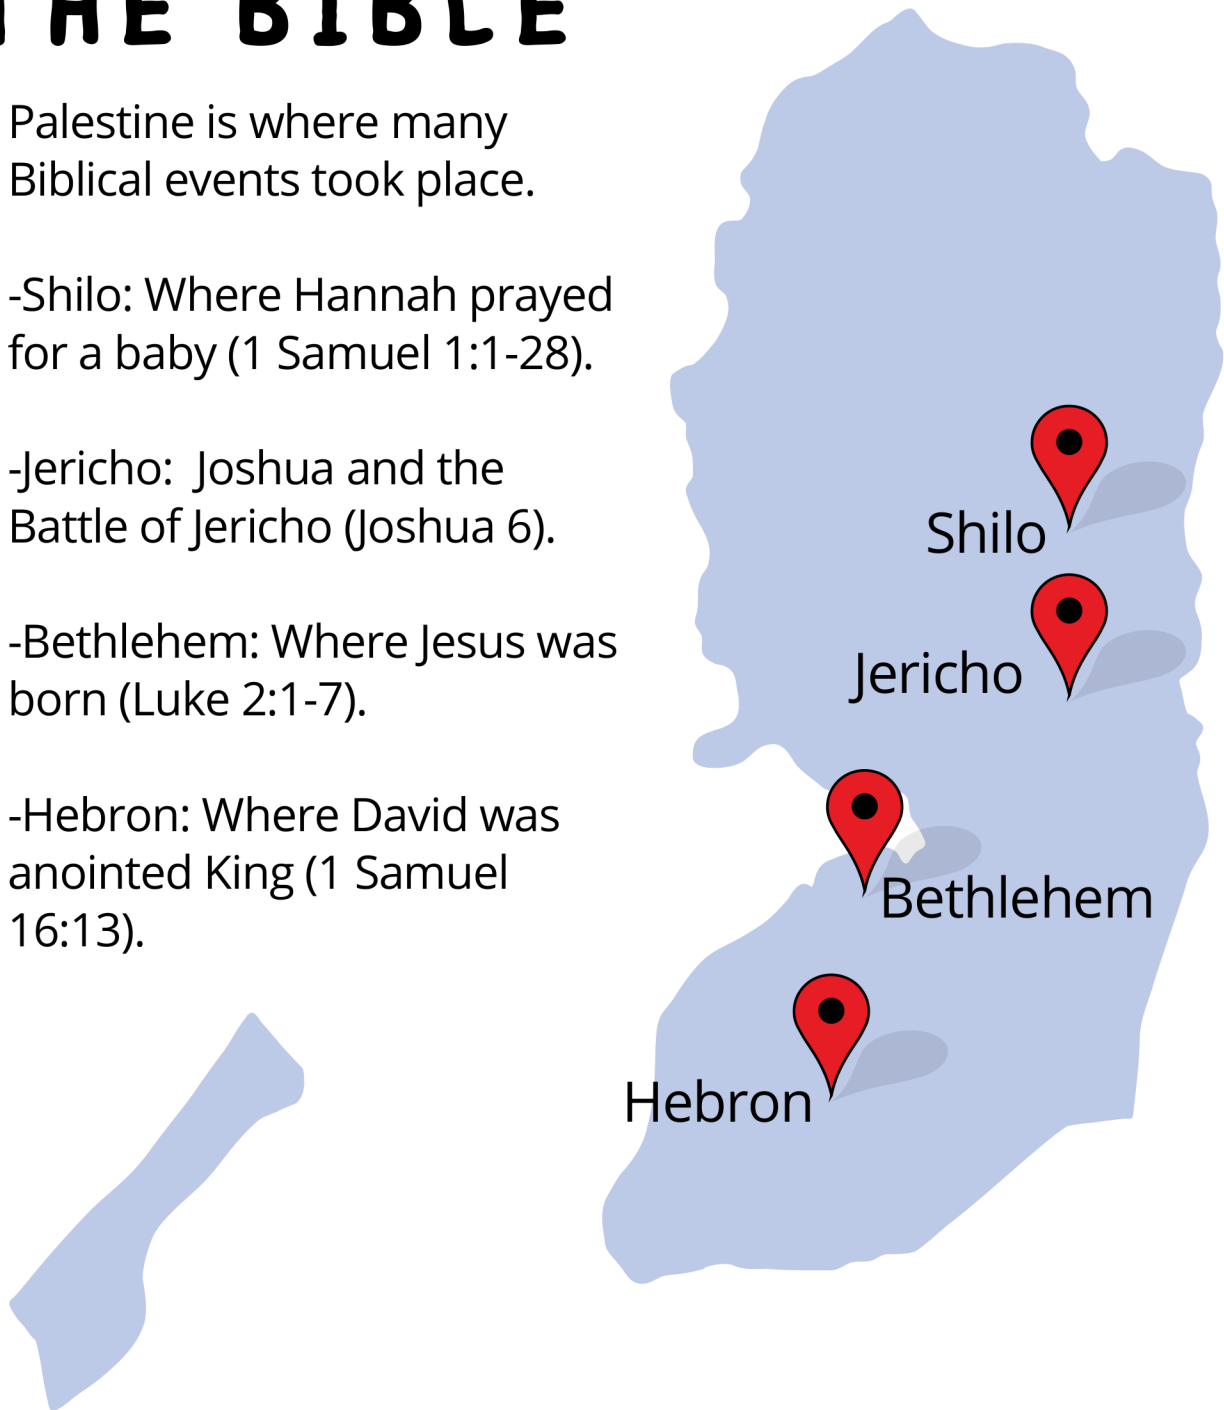 THE BIBLE
Palestine is where many
Biblical events took place.
-Shilo: Where Hannah prayed
for a baby (1 Samuel 1:1-28).
-Jericho:  Joshua and the
Battle of Jericho (Joshua 6).
-Bethlehem: Where Jesus was
born (Luke 2:1-7).
-Hebron: Where David was
anointed King (1 Samuel
16:13).
Shilo
Jericho
Bethlehem
Hebron